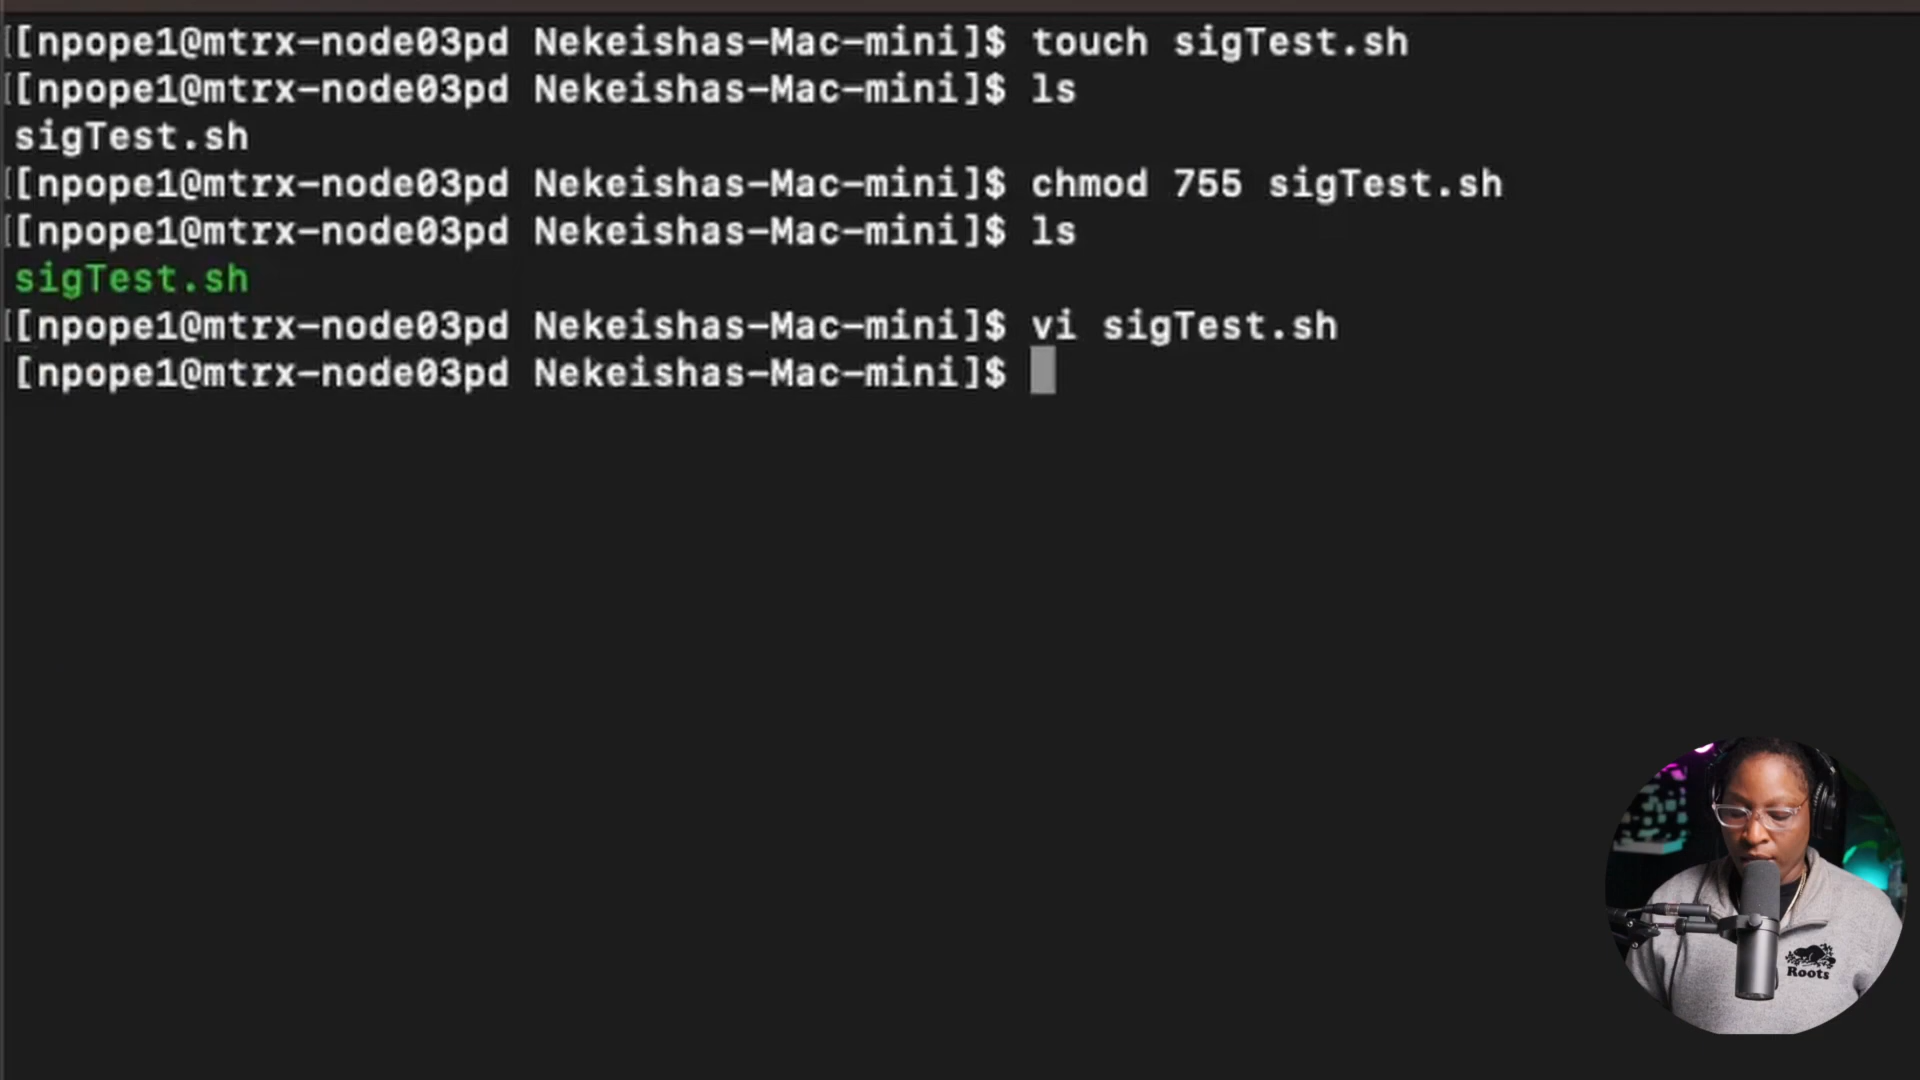 [[npope1@mtrx-node03pd Nekeishas-Mac-mini]$ touch sigTest.sh
[[npope1@mtrx-node03pd Nekeishas-Mac-mini]$ ls
sigTest.sh
[[npope1@mtrx-node03pd Nekeishas-Mac-mini]$ chmod 755 sigTest.sh
[[npope1@mtrx-node03pd Nekeishas-Mac-mini]$ ls
sigTest.sh
[[npope1@mtrx-node03pd Nekeishas-Mac-mini]$ vi sigTest.sh
[npope1@mtrx-node03pd Nekeishas-Mac-mini]$
Roots